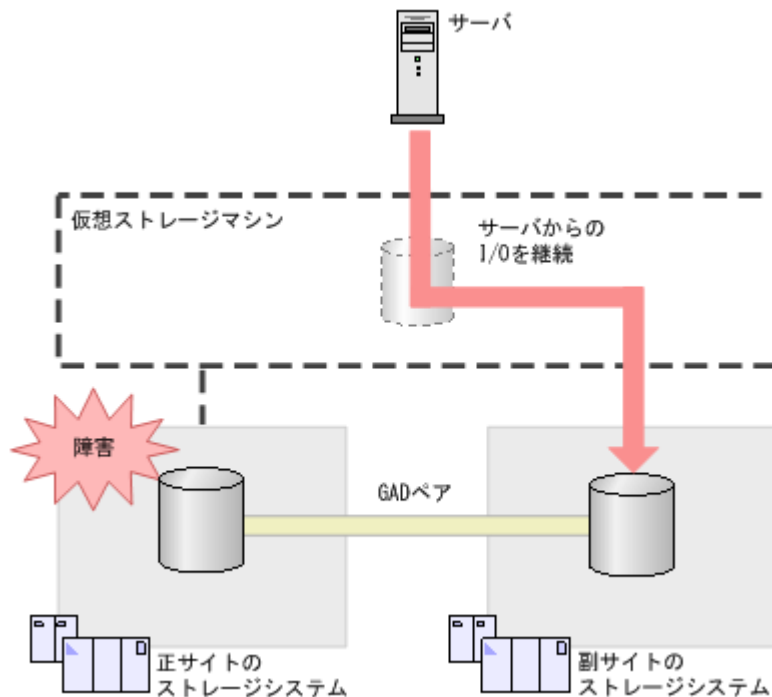 サーバ
仮想ストレージマシン
サーバからの
I/Oを継続
障害
GADペア
正サイトの
ストレージシステム
副サイトの
ストレージシステム